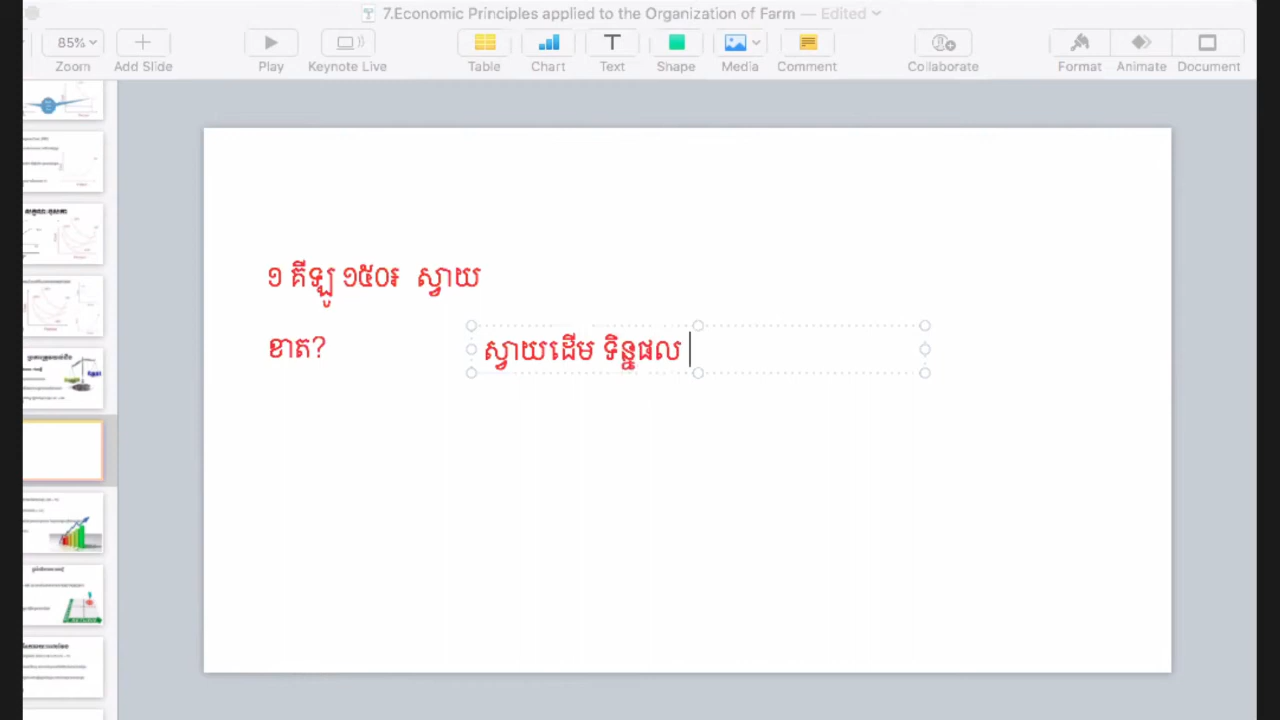 7.Economic Principles applied to the Organization of Farm — Edited
85%
Zoom
Add Slide
Play
Keynote Live
Table
Chart
Text
Shape
Media
Comment
Collaborate
Format
Animate
Document
១ គីឡូ ១៥០៖ ស្វាយ
ខាត?
ស្វាយដើម ទិន្នផល